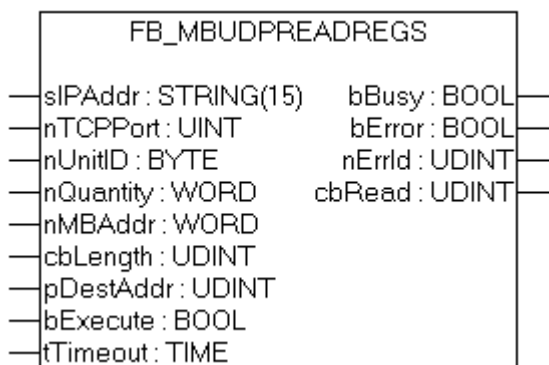 FB_MBUDPREADREGS
sIPAddr : STRING(15) bBusy : BOOL
nTCPPort : UINT bError : BOOL
nUnitID : BYTE nErrId : UDINT
nQuantity : WORD cbRead : UDINT
nMBAddr : WORD
cbLength : UDINT
pDestAddr : UDINT
bExecute : BOOL
tTimeout : TIME